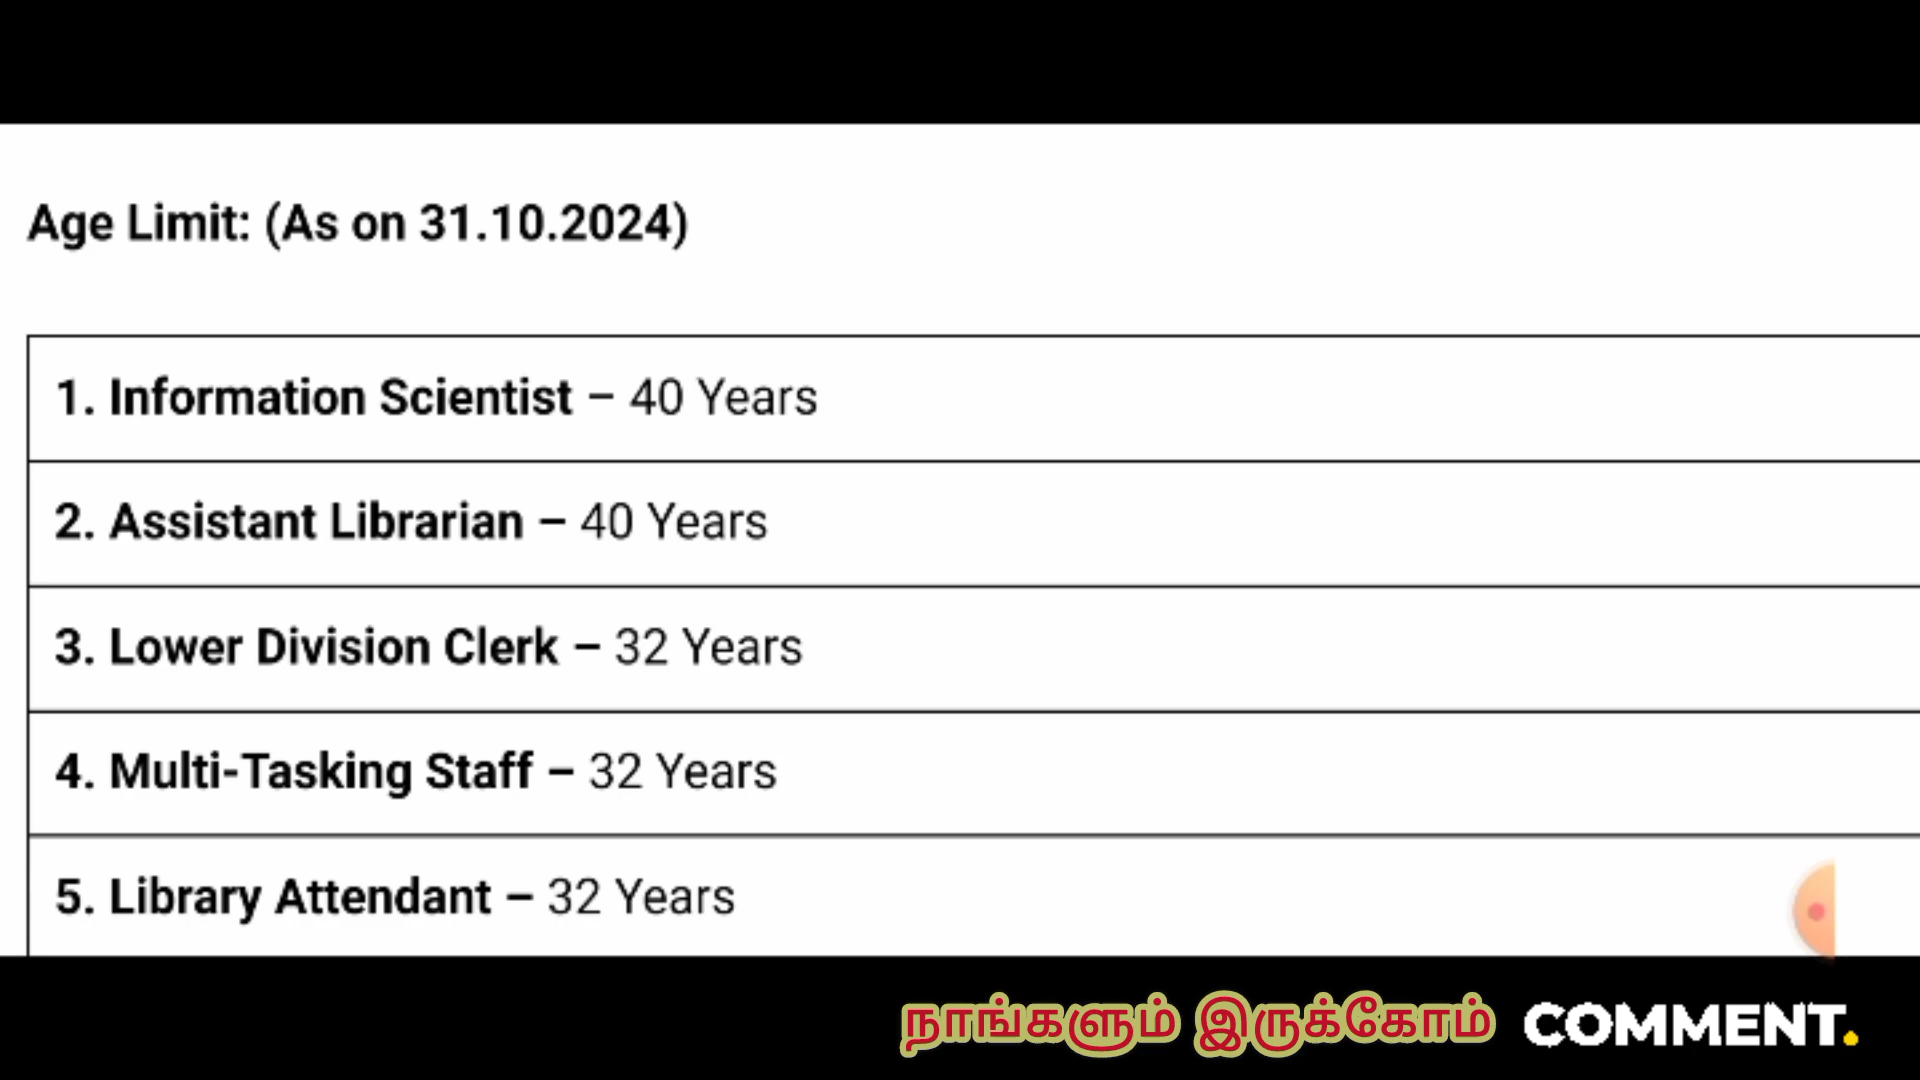 Age Limit: (As on 31.10.2024)
1. Information Scientist – 40 Years
2. Assistant Librarian – 40 Years
3. Lower Division Clerk – 32 Years
4. Multi-Tasking Staff – 32 Years
5. Library Attendant – 32 Years
நாங்களும் இருக்கோம் COMMENT.